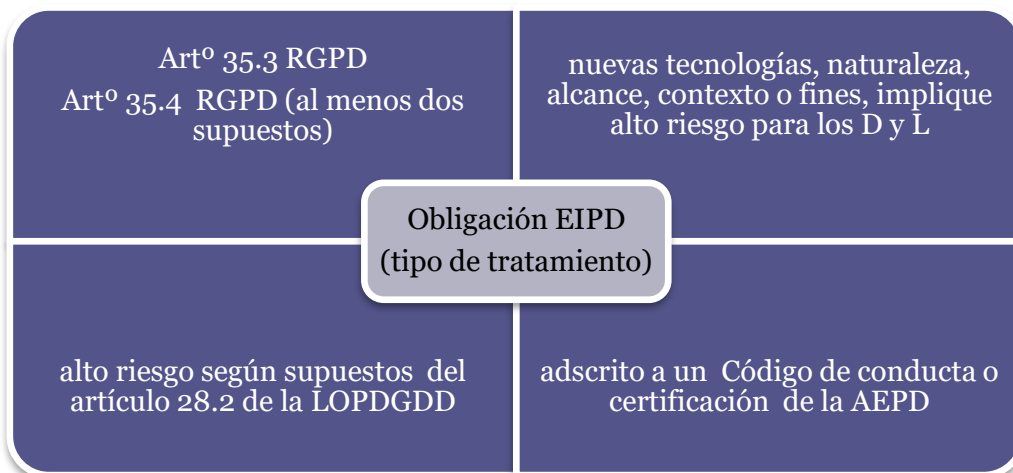 Artº 35.3 RGPD
Artº 35.4 RGPD (al menos dos
supuestos)
nuevas tecnologías, naturaleza,
alcance, contexto o fines, implique
alto riesgo para los D y L
Obligación EIPD
(tipo de tratamiento)
alto riesgo según supuestos del
artículo 28.2 de la LOPDGDD
adscrito a un Código de conducta o
certificación de la AEPD